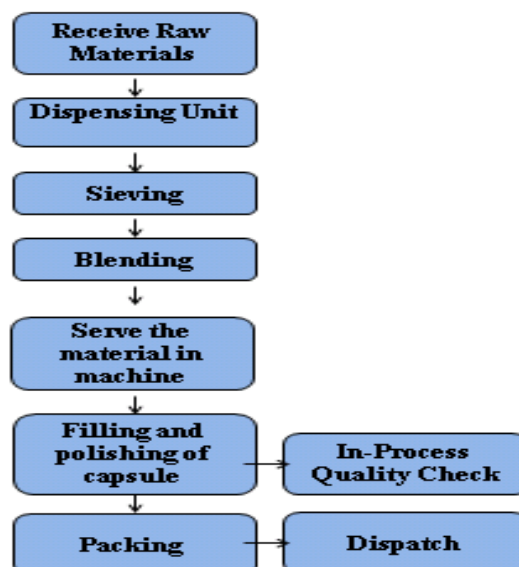 Receive Raw
Materials
Dispensing Unit
Sieving
Blending
Serve the
material in
machine
Filling and
polishing of
capsule
In-Process
Quality Check
Packing
Dispatch